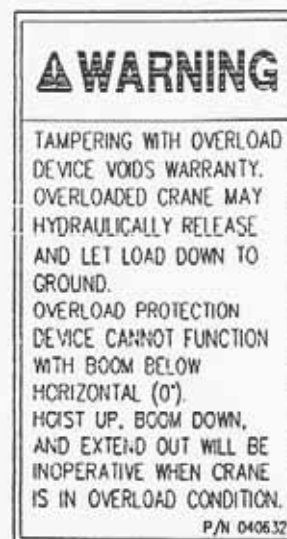 WARNING
TAMPERING WITH OVERLOAD
DEVICE VOIDS WARRANTY.
OVERLOADED CRANE MAY
HYDRAULICALLY RELEASE
AND LET LOAD DOWN TO
GROUND.
OVERLOAD PROTECTION
DEVICE CANNOT FUNCTION
WITH BOOM BELOW
HORIZONTAL (0°).
HOIST UP, BOOM DOWN,
AND EXTEND OUT WILL BE
INOPERATIVE WHEN CRANE
IS IN OVERLOAD CONDITION.
P/N 040632